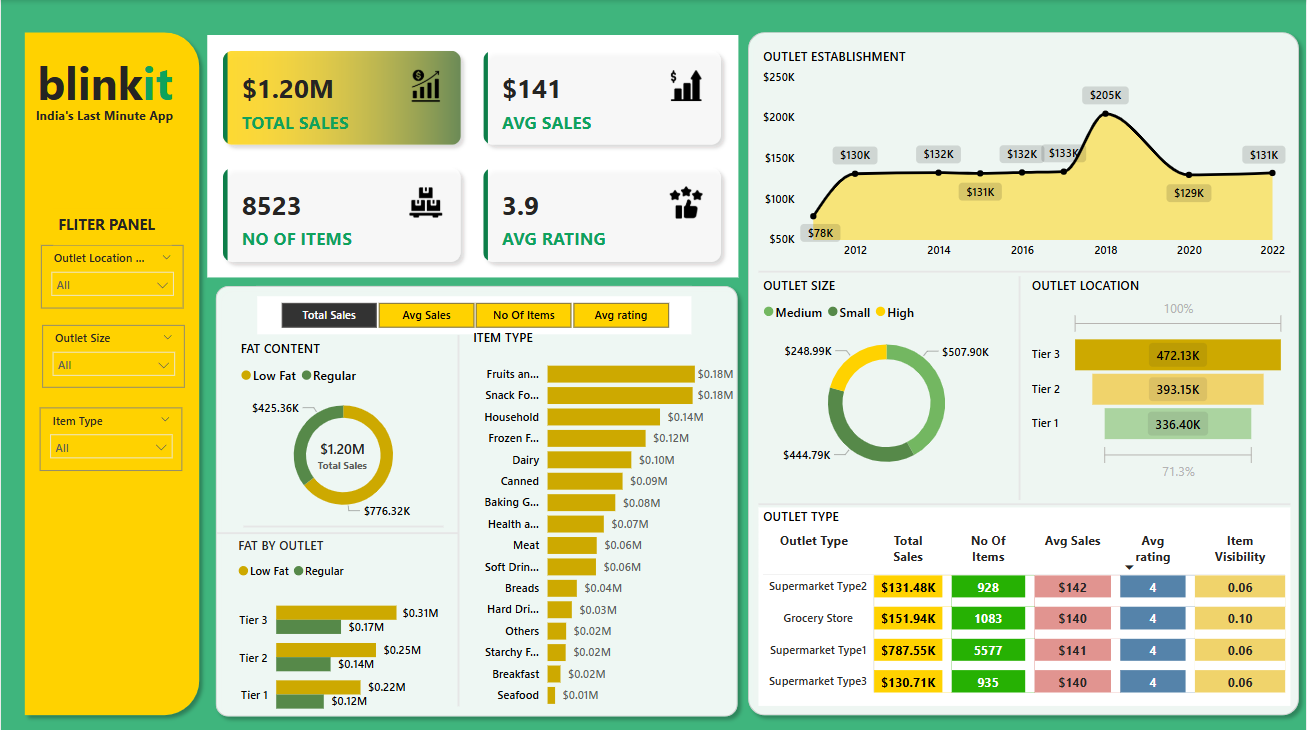 blinkit
India's Last Minute App
FLITER PANEL
Outlet Location ...
All
Outlet Size
All
Item Type
All
$1.20M
TOTAL SALES
$141
AVG SALES
8523
NO OF ITEMS
3.9
AVG RATING
Total Sales
Avg Sales
No Of Items
Avg rating
FAT CONTENT
Low Fat
Regular
$425.36K
$1.20M
Total Sales
$776.32K
FAT BY OUTLET
Low Fat
Regular
Tier 3
$0.31M
$0.17M
Tier 2
$0.25M
$0.14M
Tier 1
$0.22M
$0.12M
ITEM TYPE
Fruits an... $0.18M
Snack Fo... $0.18M
Household $0.14M
Frozen F... $0.12M
Dairy $0.10M
Canned $0.09M
Baking G... $0.08M
Health a... $0.07M
Meat $0.06M
Soft Drin... $0.06M
Breads $0.04M
Hard Dri... $0.03M
Others $0.02M
Starchy F... $0.02M
Breakfast $0.02M
Seafood $0.01M
OUTLET ESTABLISHMENT
$250K
$200K
$150K
$100K
$50K
$78K
$130K
$132K
$131K
$132K
$133K
$205K
$129K
$131K
2012 2014 2016 2018 2020 2022
OUTLET SIZE
Medium Small High
$248.99K
$507.90K
$444.79K
OUTLET LOCATION
100%
Tier 3 472.13K
Tier 2 393.15K
Tier 1 336.40K
71.3%
OUTLET TYPE
Outlet Type Total Sales No Of Items Avg Sales Avg rating Item Visibility
Supermarket Type2 $131.48K 928 $142 4 0.06
Grocery Store $151.94K 1083 $140 4 0.10
Supermarket Type1 $787.55K 5577 $141 4 0.06
Supermarket Type3 $130.71K 935 $140 4 0.06